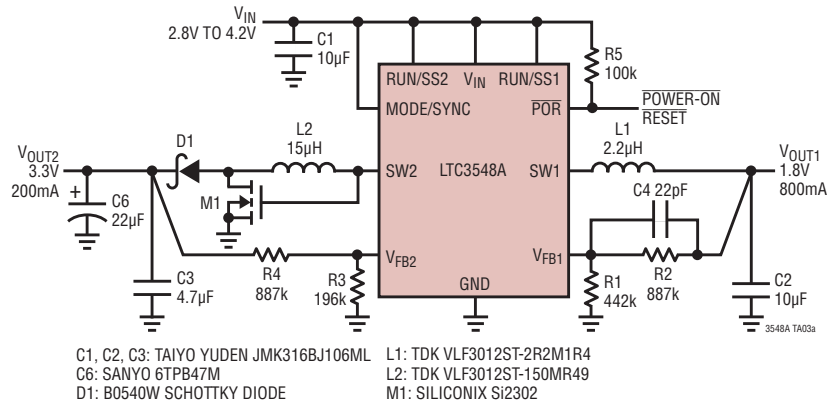 VIN
2.8V TO 4.2V
C1
10µF
RUN/SS2 VIN RUN/SS1
R5
100k
MODE/SYNC
POR
POWER-ON
RESET
D1
L2
15µH
L1
2.2µH
VOUT2
3.3V
200mA
+
C6
22µF
M1
SW2
LTC3548A
SW1
VOUT1
1.8V
800mA
C4 22pF
VFB2
VFB1
R4
887k
R3
196k
GND
R1
442k
R2
887k
C3
4.7µF
C2
10µF
3548A TA03a
C1, C2, C3: TAIYO YUDEN JMK316BJ106ML
C6: SANYO 6TPB47M
D1: B0540W SCHOTTKY DIODE
L1: TDK VLF3012ST-2R2M1R4
L2: TDK VLF3012ST-150MR49
M1: SILICONIX Si2302